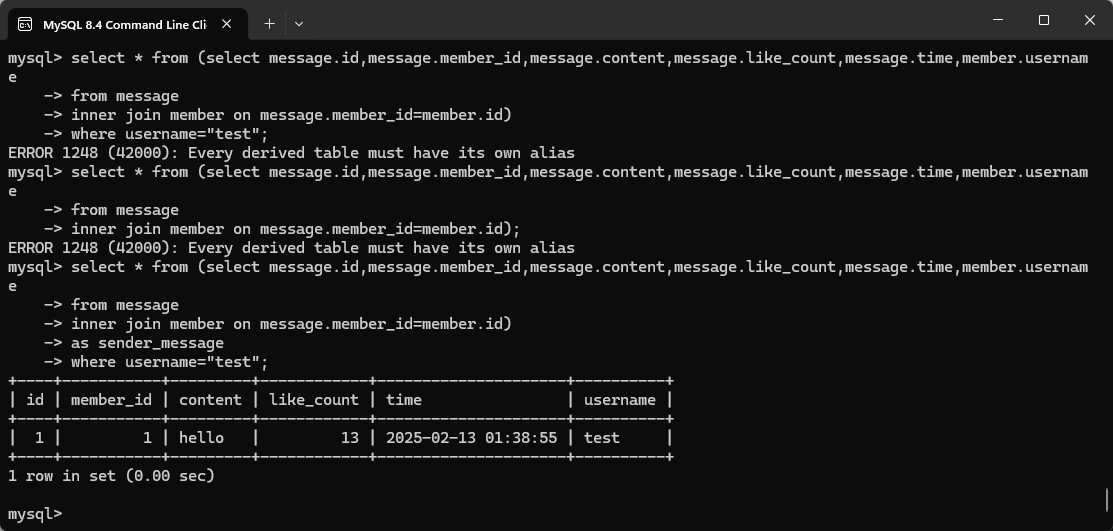 MySQL 8.4 Command Line Cli
mysql> select * from (select message.id,message.member_id,message.content,message.like_count,message.time,member.usernam
e
    -> from message
    -> inner join member on message.member_id=member.id)
    -> where username="test";
ERROR 1248 (42000): Every derived table must have its own alias
mysql> select * from (select message.id,message.member_id,message.content,message.like_count,message.time,member.usernam
e
    -> from message
    -> inner join member on message.member_id=member.id);
ERROR 1248 (42000): Every derived table must have its own alias
mysql> select * from (select message.id,message.member_id,message.content,message.like_count,message.time,member.usernam
e
    -> from message
    -> inner join member on message.member_id=member.id)
    -> as sender_message
    -> where username="test";
+----+-----------+---------+------------+---------------------+----------+
| id | member_id | content | like_count | time                | username |
+----+-----------+---------+------------+---------------------+----------+
|  1 |         1 | hello   |         13 | 2025-02-13 01:38:55 | test     |
+----+-----------+---------+------------+---------------------+----------+
1 row in set (0.00 sec)
mysql>